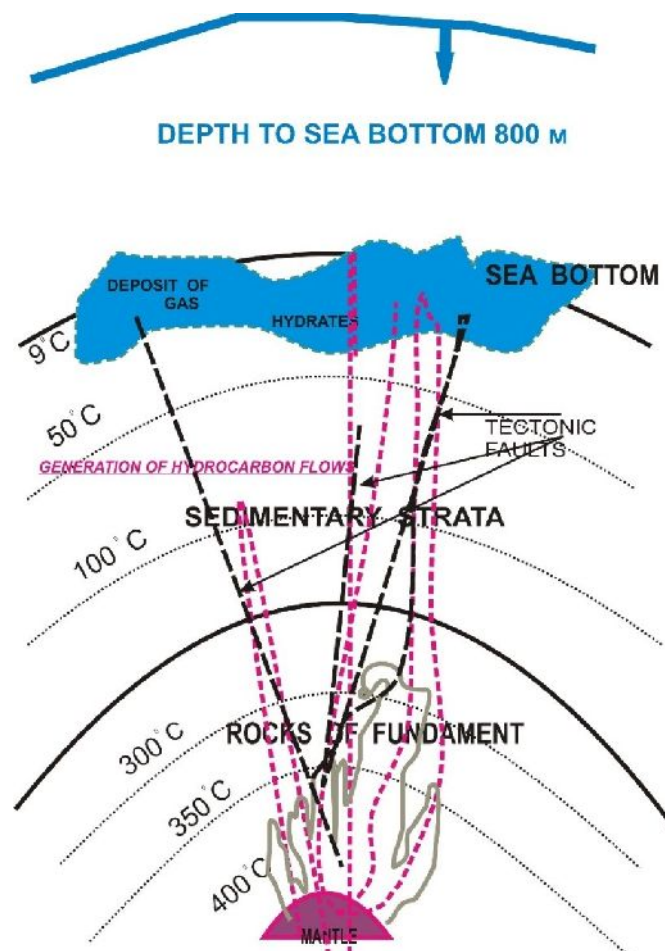 DEPTH TO SEA BOTTOM 800 м
SEA BOTTOM
DEPOSIT OF
GAS
HYDRATES
9°C
50°C
TECTONIC
FAULTS
GENERATION OF HYDROCARBON FLOWS
SEDIMENTARY STRATA
100°C
ROCKS OF FUNDAMENT
300°C
350°C
400°C
MANTLE